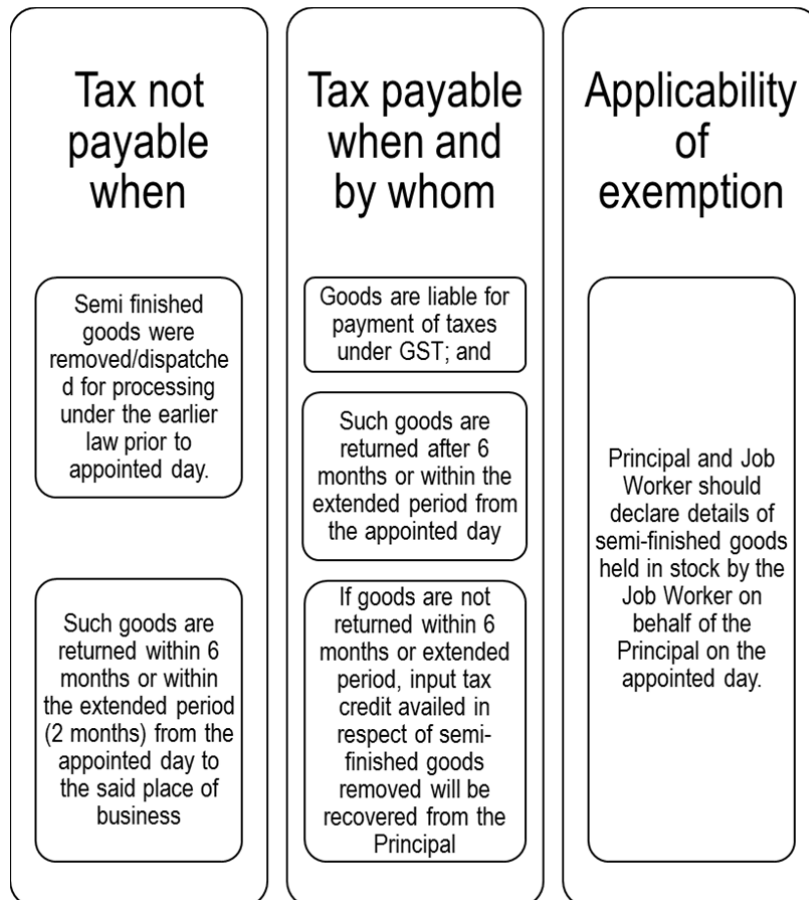 Tax not
payable
when
Semi finished
goods were
removed/dispatche
d for processing
under the earlier
law prior to
appointed day.
Such goods are
returned within 6
months or within
the extended period
(2 months) from the
appointed day to
the said place of
business
Tax payable
when and
by whom
Goods are liable for
payment of taxes
under GST; and
Such goods are
returned after 6
months or within the
extended period from
the appointed day
If goods are not
returned within 6
months or extended
period, input tax
credit availed in
respect of semi-
finished goods
removed will be
recovered from the
Principal
Applicability
of
exemption
Principal and Job
Worker should
declare details of
semi-finished goods
held in stock by the
Job Worker on
behalf of the
Principal on the
appointed day.